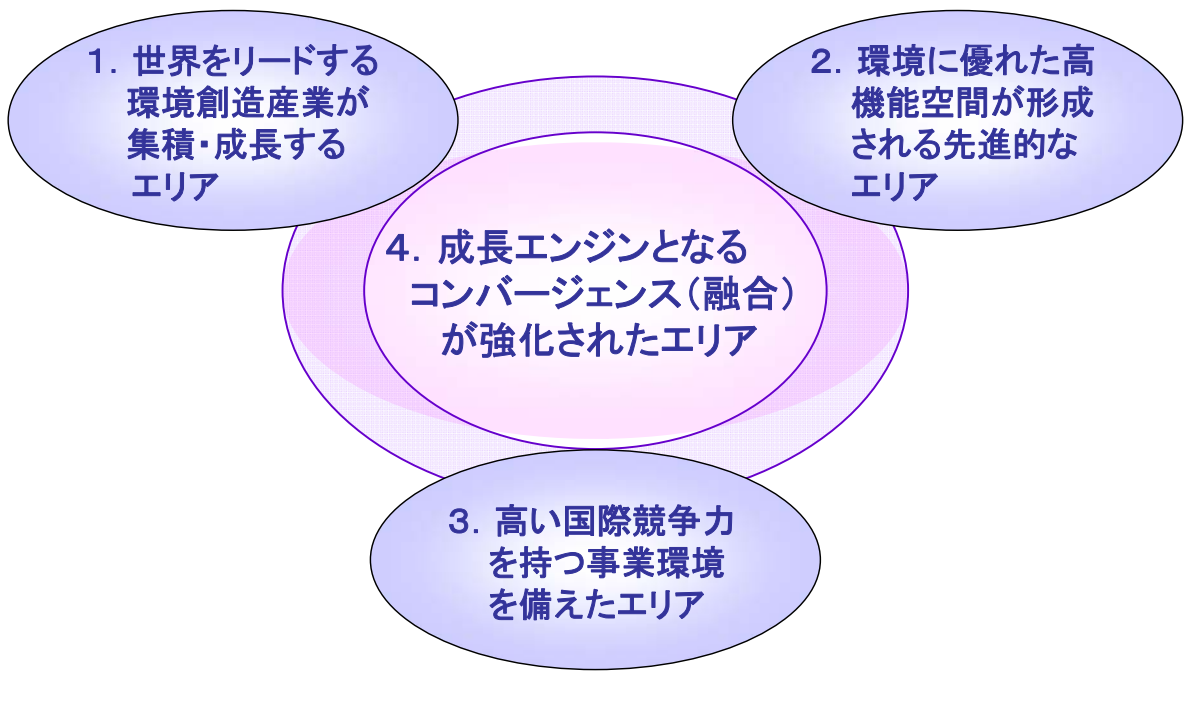 １．世界をリードする
環境創造産業が
集積・成長する
エリア
２．環境に優れた高
機能空間が形成
される先進的な
エリア
４．成長エンジンとなる
コンバージェンス（融合）
が強化されたエリア
３．高い国際競争力
を持つ事業環境
を備えたエリア